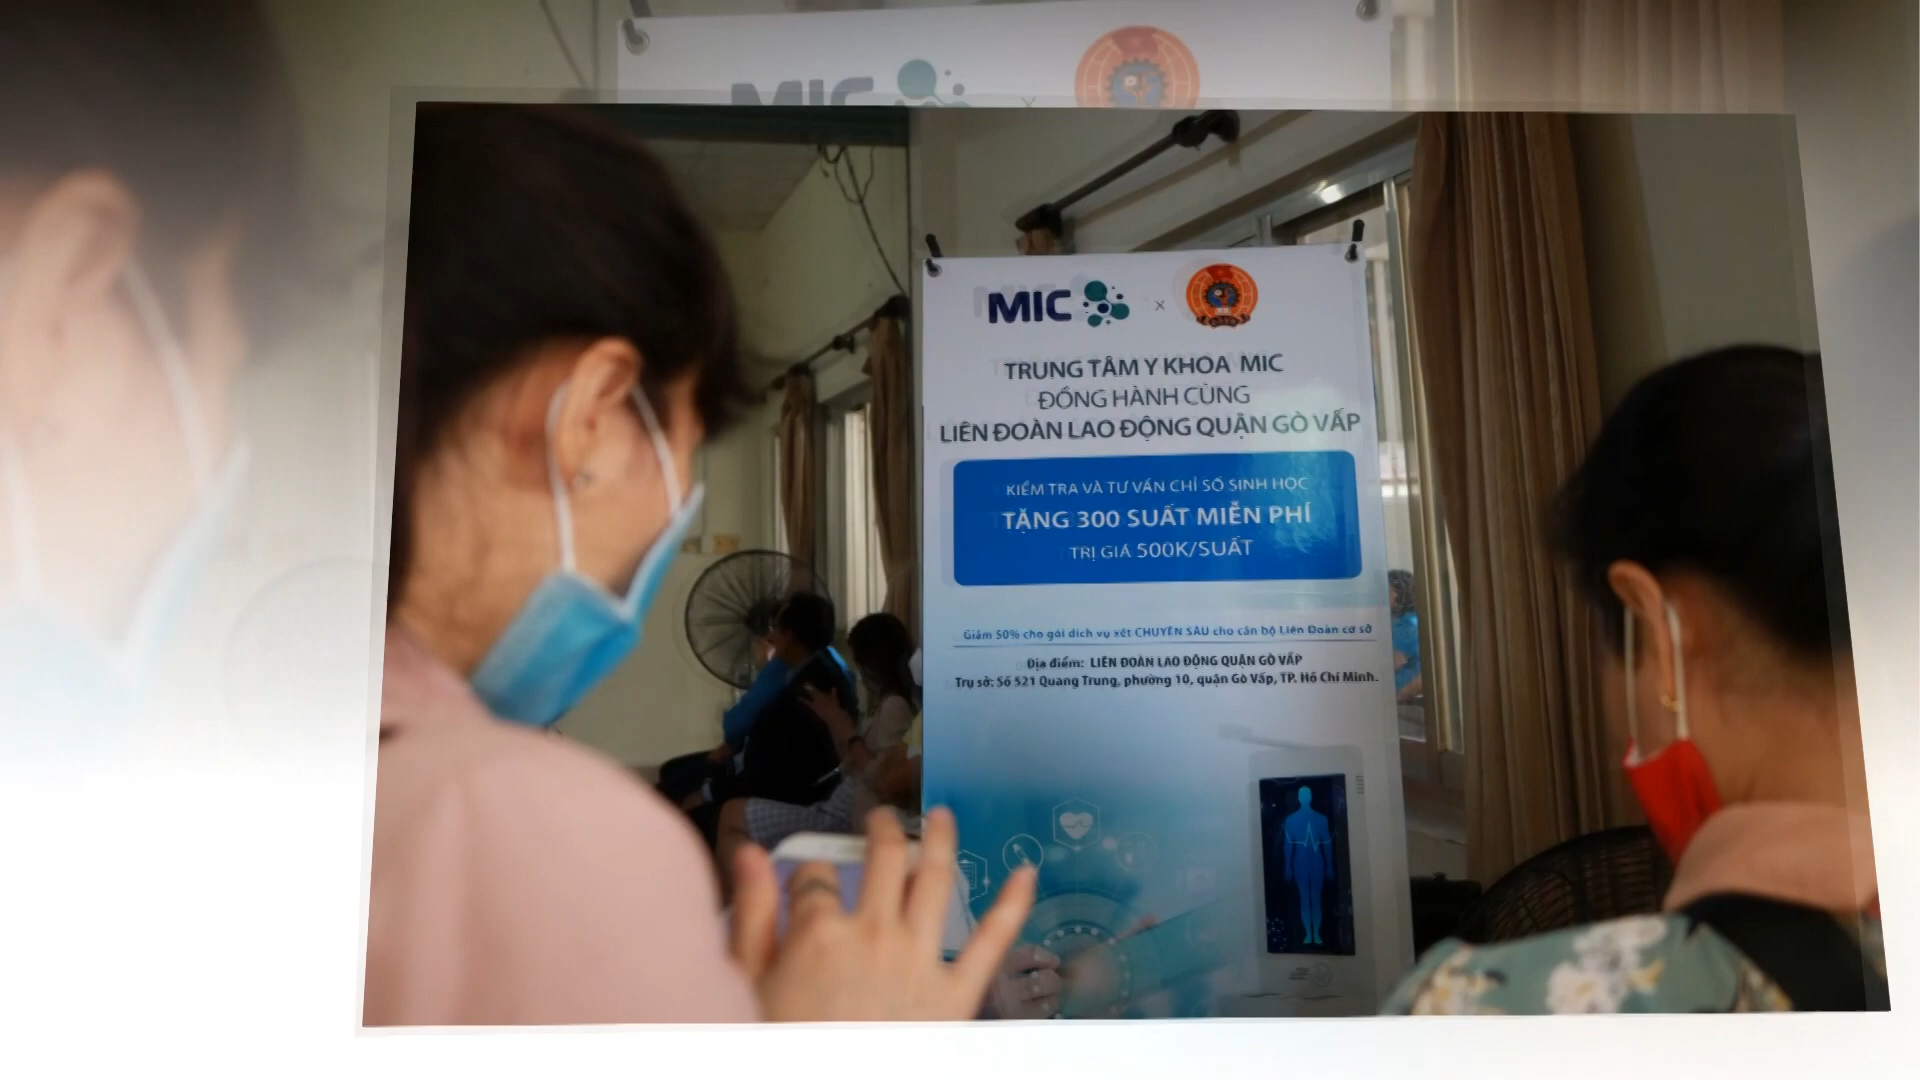 MIC
MIC ×
TRUNG TÂM Y KHOA MIC
ĐỒNG HÀNH CÙNG
LIÊN ĐOÀN LAO ĐỘNG QUẬN GÒ VẤP
KIỂM TRA VÀ TƯ VẤN CHỈ SỐ SINH HỌC
TẶNG 300 SUẤT MIỄN PHÍ
TRỊ GIÁ 500K/SUẤT
Giảm 50% cho gói dịch vụ xét CHUYÊN SÂU cho cán bộ Liên Đoàn cơ sở
Địa điểm: LIÊN ĐOÀN LAO ĐỘNG QUẬN GÒ VẤP
Trụ sở: Số 521 Quang Trung, phường 10, quận Gò Vấp, TP. Hồ Chí Minh.